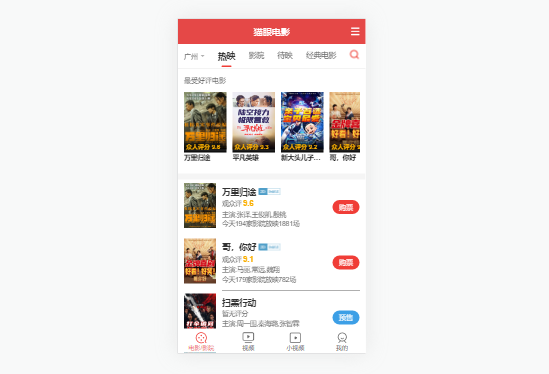 猫眼电影
广州 热映 影院 待映 经典电影
最受好评电影
众人评分 9.6 众人评分 9.3 众人评分 9.2 众人评分 9.
万里归途 平凡英雄 新大头儿子... 哥，你好
万里归途
观众评 9.6
主演:张译,王俊凯,殷桃
今天194家影院放映1881场
购票
哥，你好
观众评 9.1
主演:马丽,常远,魏翔
今天179家影院放映782场
购票
扫黑行动
暂无评分
主演:周一围,秦海璐,张智霖
预售
电影/影院 视频 小视频 我的